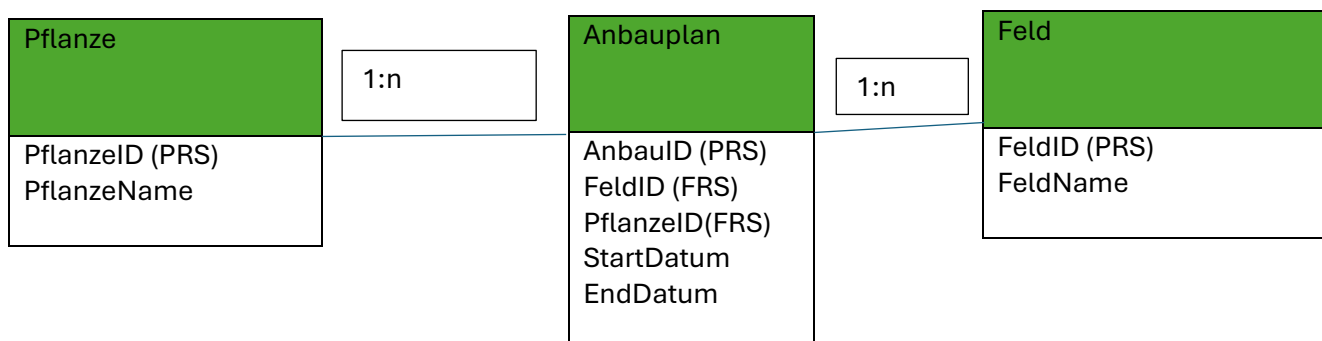 Pflanze
PflanzeID (PRS)
PflanzeName
1:n
Anbauplan
AnbauID (PRS)
FeldID (FRS)
PflanzeID(FRS)
StartDatum
EndDatum
1:n
Feld
FeldID (PRS)
FeldName